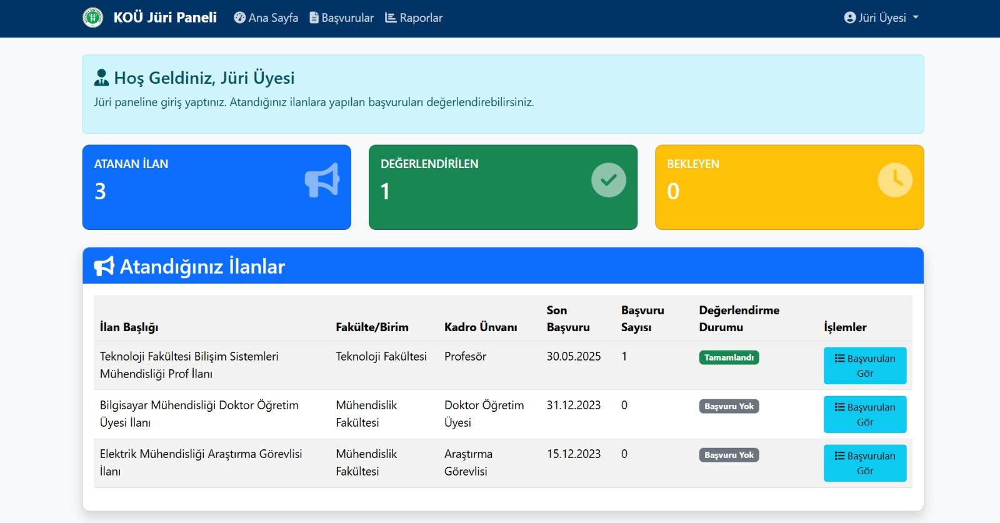 KOÜ Jüri Paneli Ana Sayfa Başvurular Raporlar Jüri Üyesi
Hoş Geldiniz, Jüri Üyesi
Jüri paneline giriş yaptınız. Atandığınız ilanlara yapılan başvuruları değerlendirebilirsiniz.
ATANAN İLAN
3
DEĞERLENDİRİLEN
1
BEKLEYEN
0
Atandığınız İlanlar
İlan Başlığı Fakülte/Birim Kadro Ünvanı Son Başvuru Başvuru Sayısı Değerlendirme Durumu İşlemler
Teknoloji Fakültesi Bilişim Sistemleri
Mühendisliği Prof İlanı
Teknoloji Fakültesi
Profesör
30.05.2025
1
Tamamlandı
Başvuruları
Gör
Bilgisayar Mühendisliği Doktor Öğretim
Üyesi İlanı
Mühendislik
Fakültesi
Doktor Öğretim
Üyesi
31.12.2023
0
Başvuru Yok
Başvuruları
Gör
Elektrik Mühendisliği Araştırma Görevlisi
İlanı
Mühendislik
Fakültesi
Araştırma
Görevlisi
15.12.2023
0
Başvuru Yok
Başvuruları
Gör